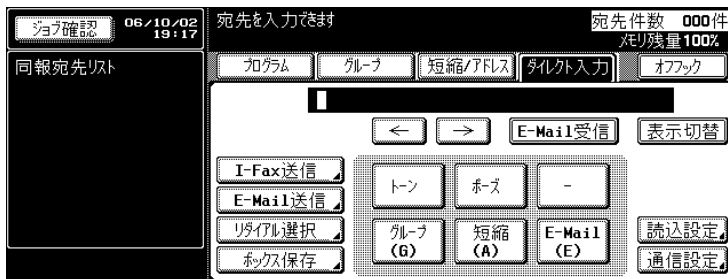 ジョブ確認 06/10/02 19:17
宛先を入力できます
宛先件数 000件
メモリ残量100%
同報宛先リスト
プログラム グループ 短縮/アドレス ダイレクト入力 オフフック
← → E-Mail受信 表示切替
I-Fax送信
E-Mail送信
リダイアル選択
ボックス保存
トーン ポーズ -
グループ (G) 短縮 (A) E-Mail (E)
読込設定
通信設定